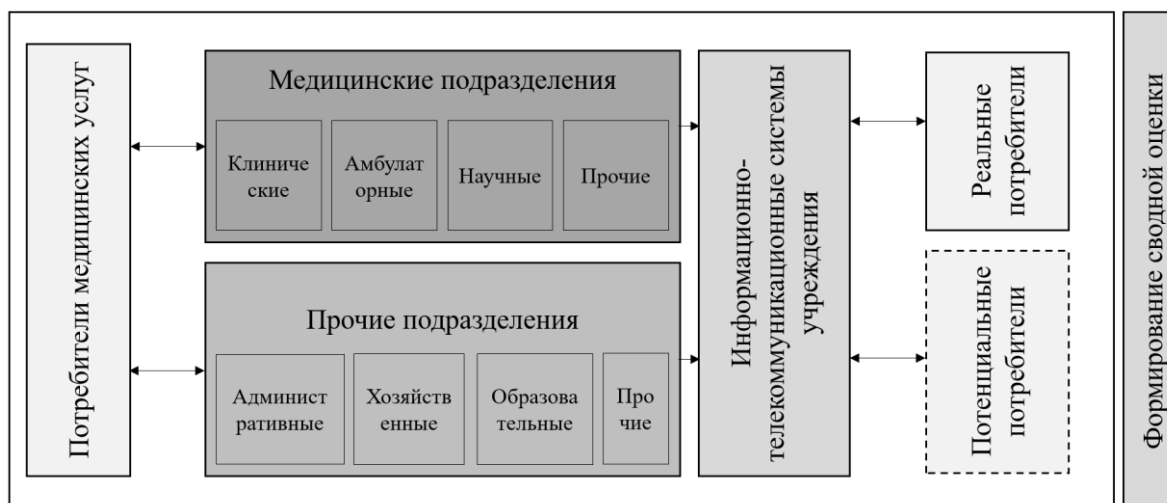 Потребители медицинских услуг
Медицинские подразделения
Клиниче
ские
Амбулат
орные
Научные
Прочие
Прочие подразделения
Админист
ративные
Хозяйств
енные
Образова
тельные
Про
чие
Информационно-
телекоммуникационные системы
учреждения
Реальные
потребители
Потенциальные
потребители
Формирование сводной оценки